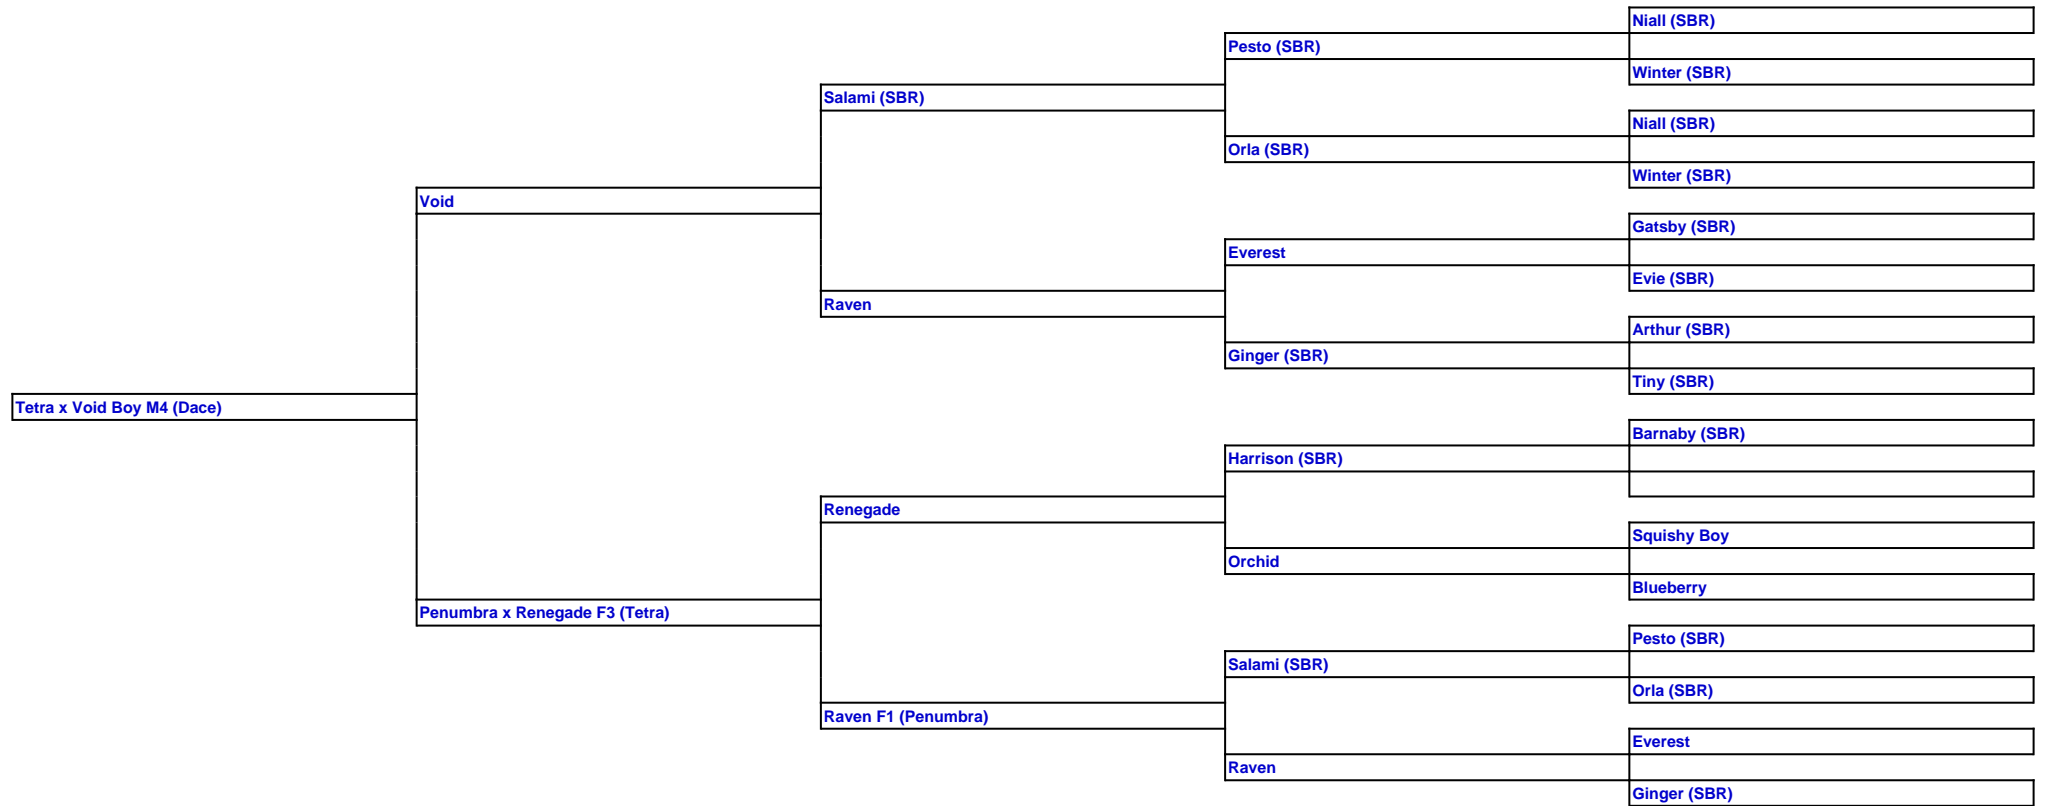 Niall (SBR)
Pesto (SBR)
Winter (SBR)
Salami (SBR)
Niall (SBR)
Orla (SBR)
Winter (SBR)
Void
Gatsby (SBR)
Everest
Evie (SBR)
Raven
Arthur (SBR)
Ginger (SBR)
Tiny (SBR)
Tetra x Void Boy M4 (Dace)
Barnaby (SBR)
Harrison (SBR)
Renegade
Squishy Boy
Orchid
Blueberry
Penumbra x Renegade F3 (Tetra)
Pesto (SBR)
Salami (SBR)
Orla (SBR)
Raven F1 (Penumbra)
Everest
Raven
Ginger (SBR)